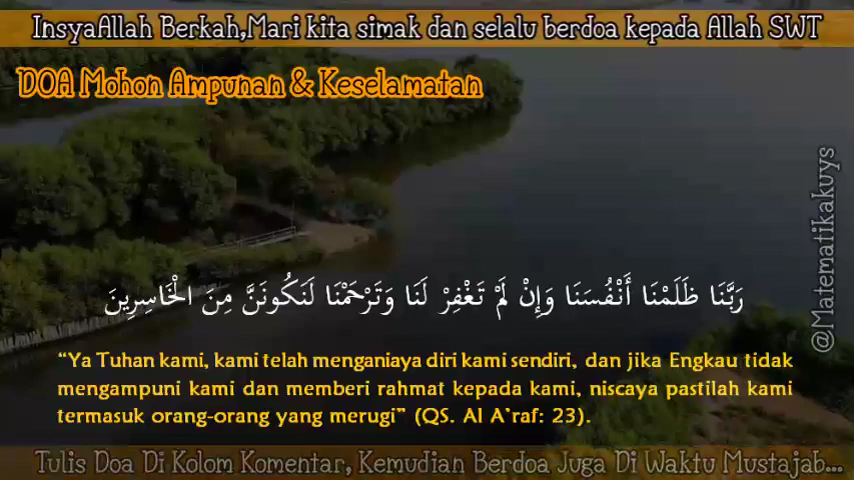 InsyaAllah Berkah,Mari kita simak dan selalu berdoa kepada Allah SWT
DOA Mohon Ampunan & Keselamatan
@Matematikakuys
رَبَّنَا ظَلَمْنَا أَنْفُسَنَا وَإِنْ لَمْ تَغْفِرْ لَنَا وَتَرْحَمْنَا لَنَكُونَنَّ مِنَ الْخَاسِرِينَ
“Ya Tuhan kami, kami telah menganiaya diri kami sendiri, dan jika Engkau tidak
mengampuni kami dan memberi rahmat kepada kami, niscaya pastilah kami
termasuk orang-orang yang merugi” (QS. Al A’raf: 23).
Tulis Doa Di Kolom Komentar, Kemudian Berdoa Juga Di Waktu Mustajab...